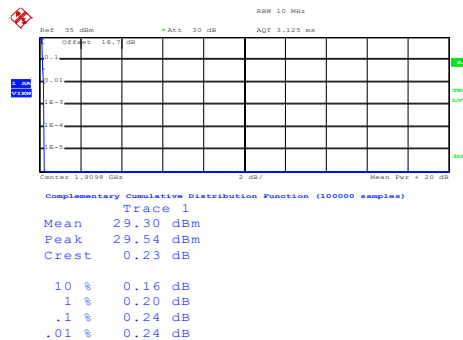 RBW 10 MHz
Ref 35 dBm *Att 30 dB AQT 3.125 ms
Offset 16.7 dB
0.1
A
1 SA
VIEW
0.01
1E-3
1E-4
1E-5
Center 1.9098 GHz 2 dB/ Mean Pwr + 20 dB
Complementary Cumulative Distribution Function (100000 samples)
Trace 1
Mean 29.30 dBm
Peak 29.54 dBm
Crest 0.23 dB
10 % 0.16 dB
1 % 0.20 dB
.1 % 0.24 dB
.01 % 0.24 dB